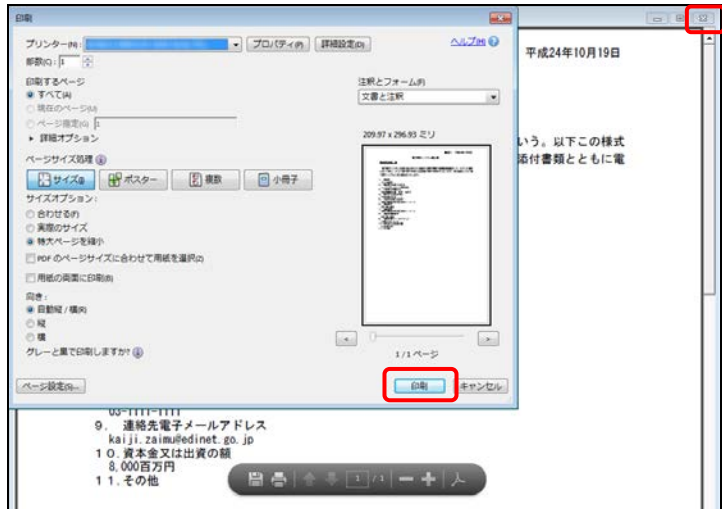 印刷
プリンター(N): プロパティ(P) 詳細設定(D) ヘルプ(H)
部数(C): 1
印刷するページ
すべて(A)
現在のページ(U)
ページ指定(G) 1
詳細オプション
ページサイズ処理
サイズ(I) ポスター 複数 小冊子
サイズオプション:
合わせる(F)
実際のサイズ
特大ページを縮小
PDF のページサイズに合わせて用紙を選択(Z)
用紙の両面に印刷(B)
向き:
自動縦 / 横(R)
縦
横
グレーと黒で印刷しますか?
注釈とフォーム(M)
文書と注釈
209.97 x 296.93 ミリ
< >
1/1 ページ
ページ設定(S)... 印刷 キャンセル
平成24年10月19日
いう。以下この様式
添付書類とともに電
03-1111-1111
9. 連絡先電子メールアドレス
kaiji.zaimu@edinet.go.jp
10.資本金又は出資の額
8,000百万円
11.その他
1 / 1